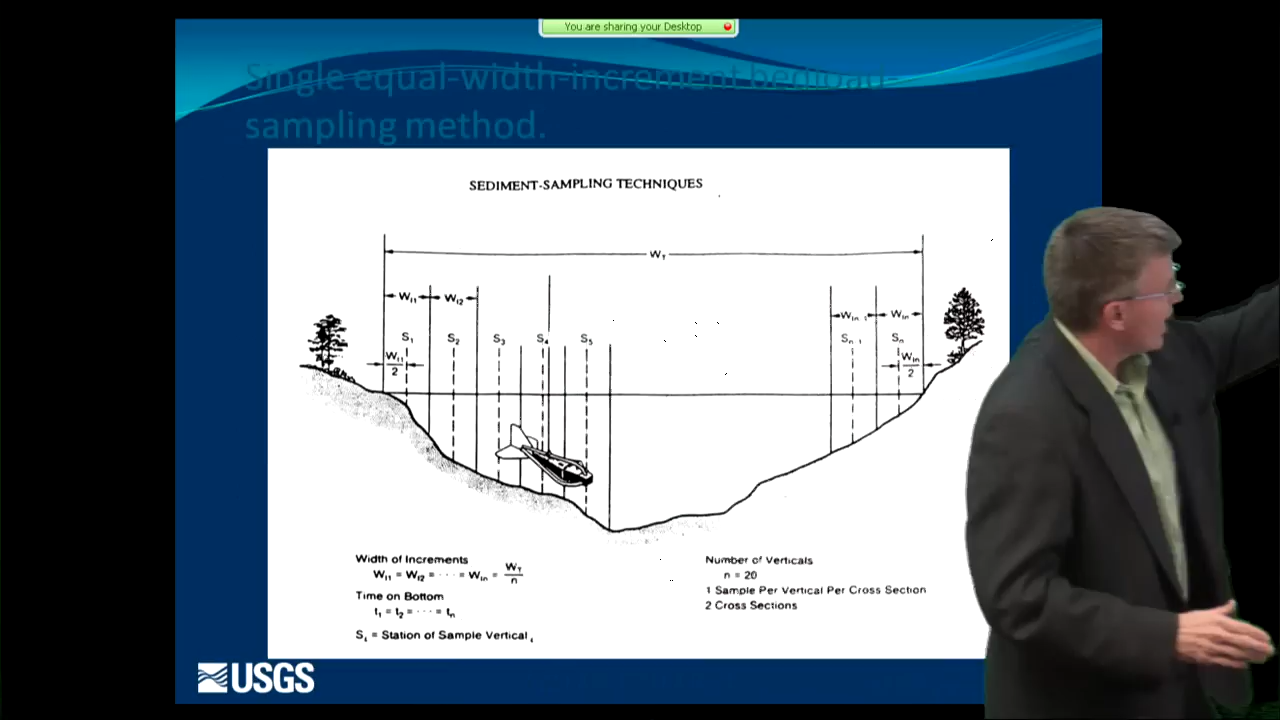 You are sharing your Desktop
Single equal-width-increment bedload-
sampling method.
SEDIMENT-SAMPLING TECHNIQUES
W_T
W_i1 W_i2
W_in-1 W_in
S_1 S_2 S_3 S_4 S_5 S_n-1 S_n
W_i1/2 W_in/2
Width of Increments
W_i1 = W_i2 = · · · = W_in = W_T/n
Time on Bottom
t_1 = t_2 = · · · = t_n
S_i = Station of Sample Vertical_i
Number of Verticals
n = 20
1 Sample Per Vertical Per Cross Section
2 Cross Sections
USGS